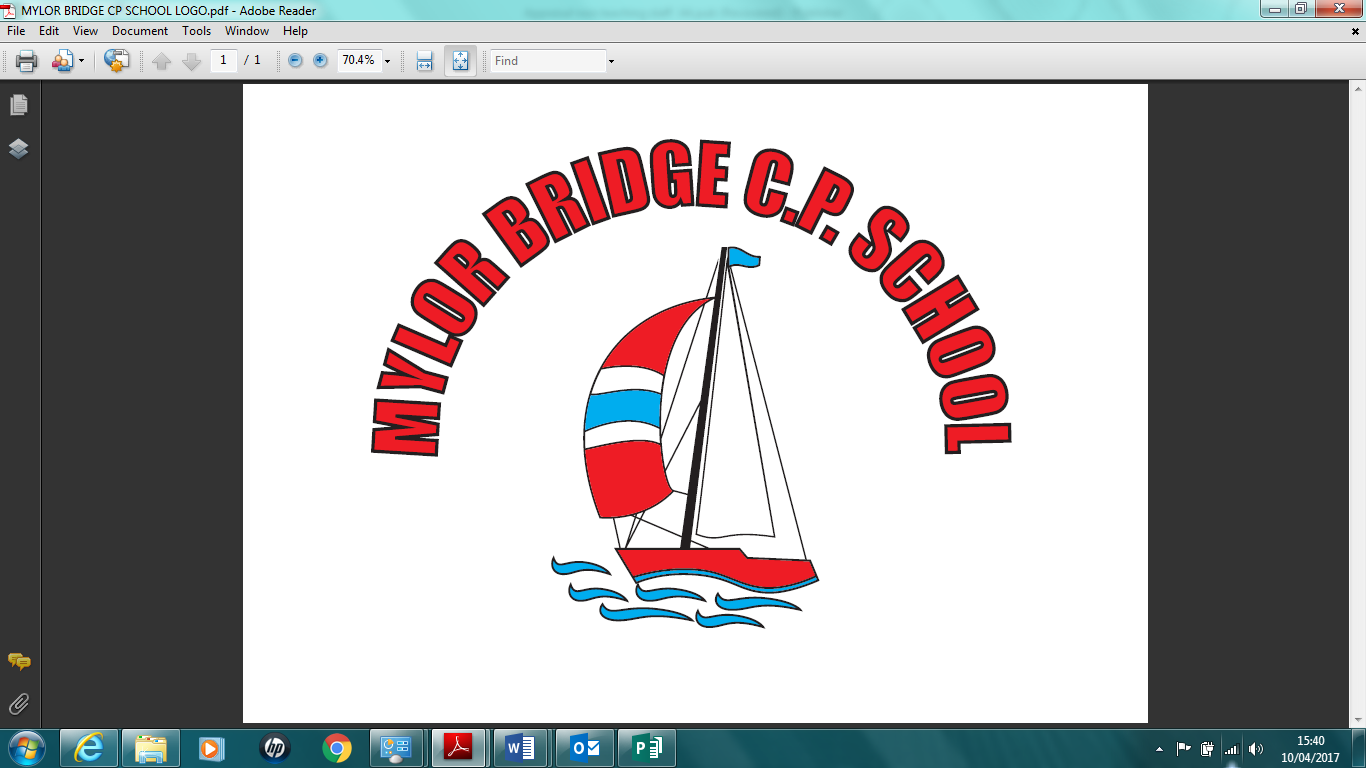 MYLOR BRIDGE CP SCHOOL LOGO.pdf - Adobe Reader
File Edit View Document Tools Window Help
1 / 1 70.4% Find
MYLOR BRIDGE C.P. SCHOOL
15:40
10/04/2017